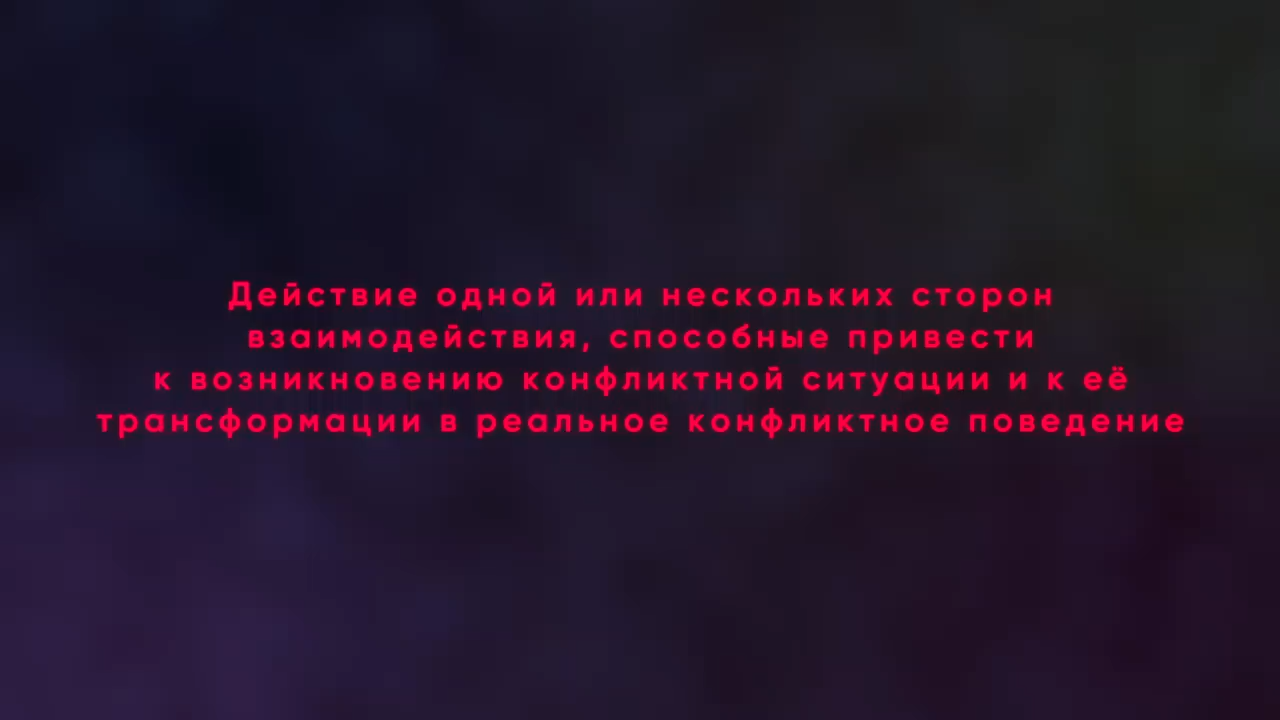 Действие одной или нескольких сторон
взаимодействия, способные привести
к возникновению конфликтной ситуации и к её
трансформации в реальное конфликтное поведение